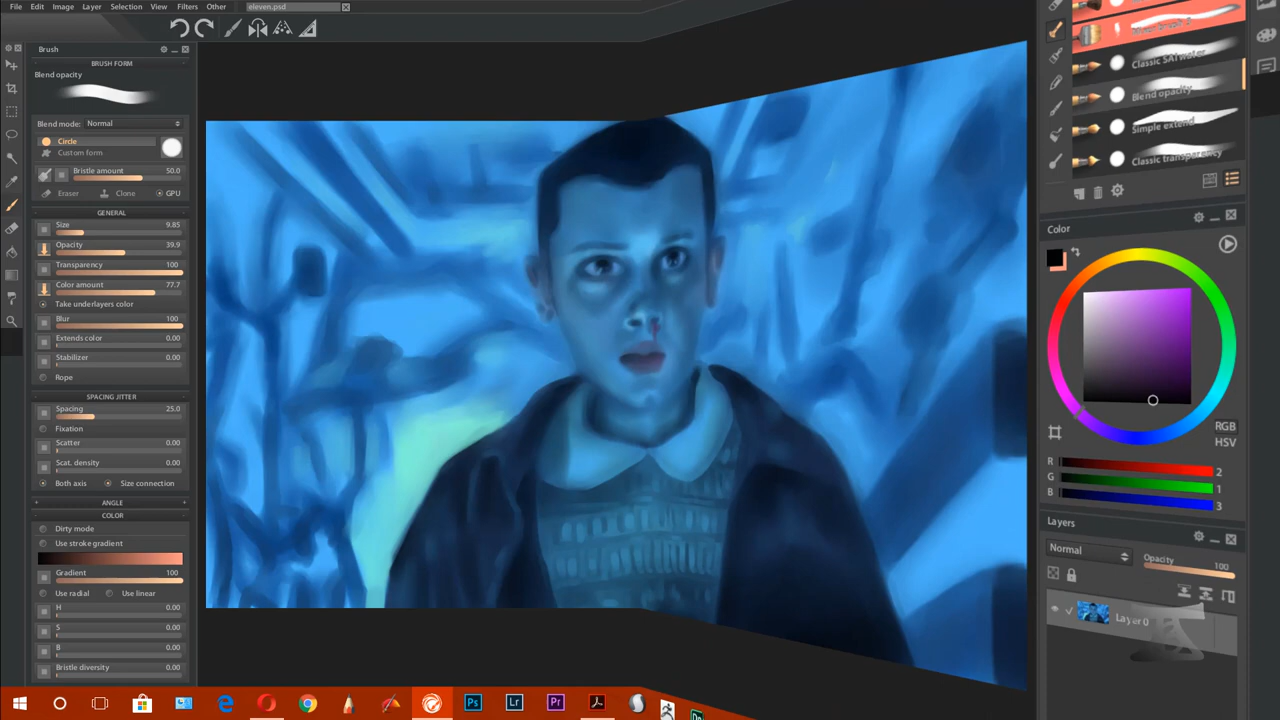 File Edit Image Layer Selection View Filters Other eleven.psd
Brush
BRUSH FORM
Blend opacity
Blend mode: Normal
Circle
Custom form
Bristle amount 50.0
Eraser Clone GPU
GENERAL
Size 9.85
Opacity 39.9
Transparency 100
Color amount 77.7
Take underlayers color
Blur 100
Extends color 0.00
Stabilizer 0.00
Rope
SPACING JITTER
Spacing 25.0
Fixation
Scatter 0.00
Scat. density 0.00
Both axis Size connection
ANGLE
COLOR
Dirty mode
Use stroke gradient
Gradient 100
Use radial Use linear
H 0.00
S 0.00
B 0.00
Bristle diversity 0.00
Classic SAI water
Blend opacity
Simple extend
Classic transparency
Color
RGB
HSV
R 2
G 1
B 3
Layers
Normal Opacity 100
Layer 0
Ps Lr Pr